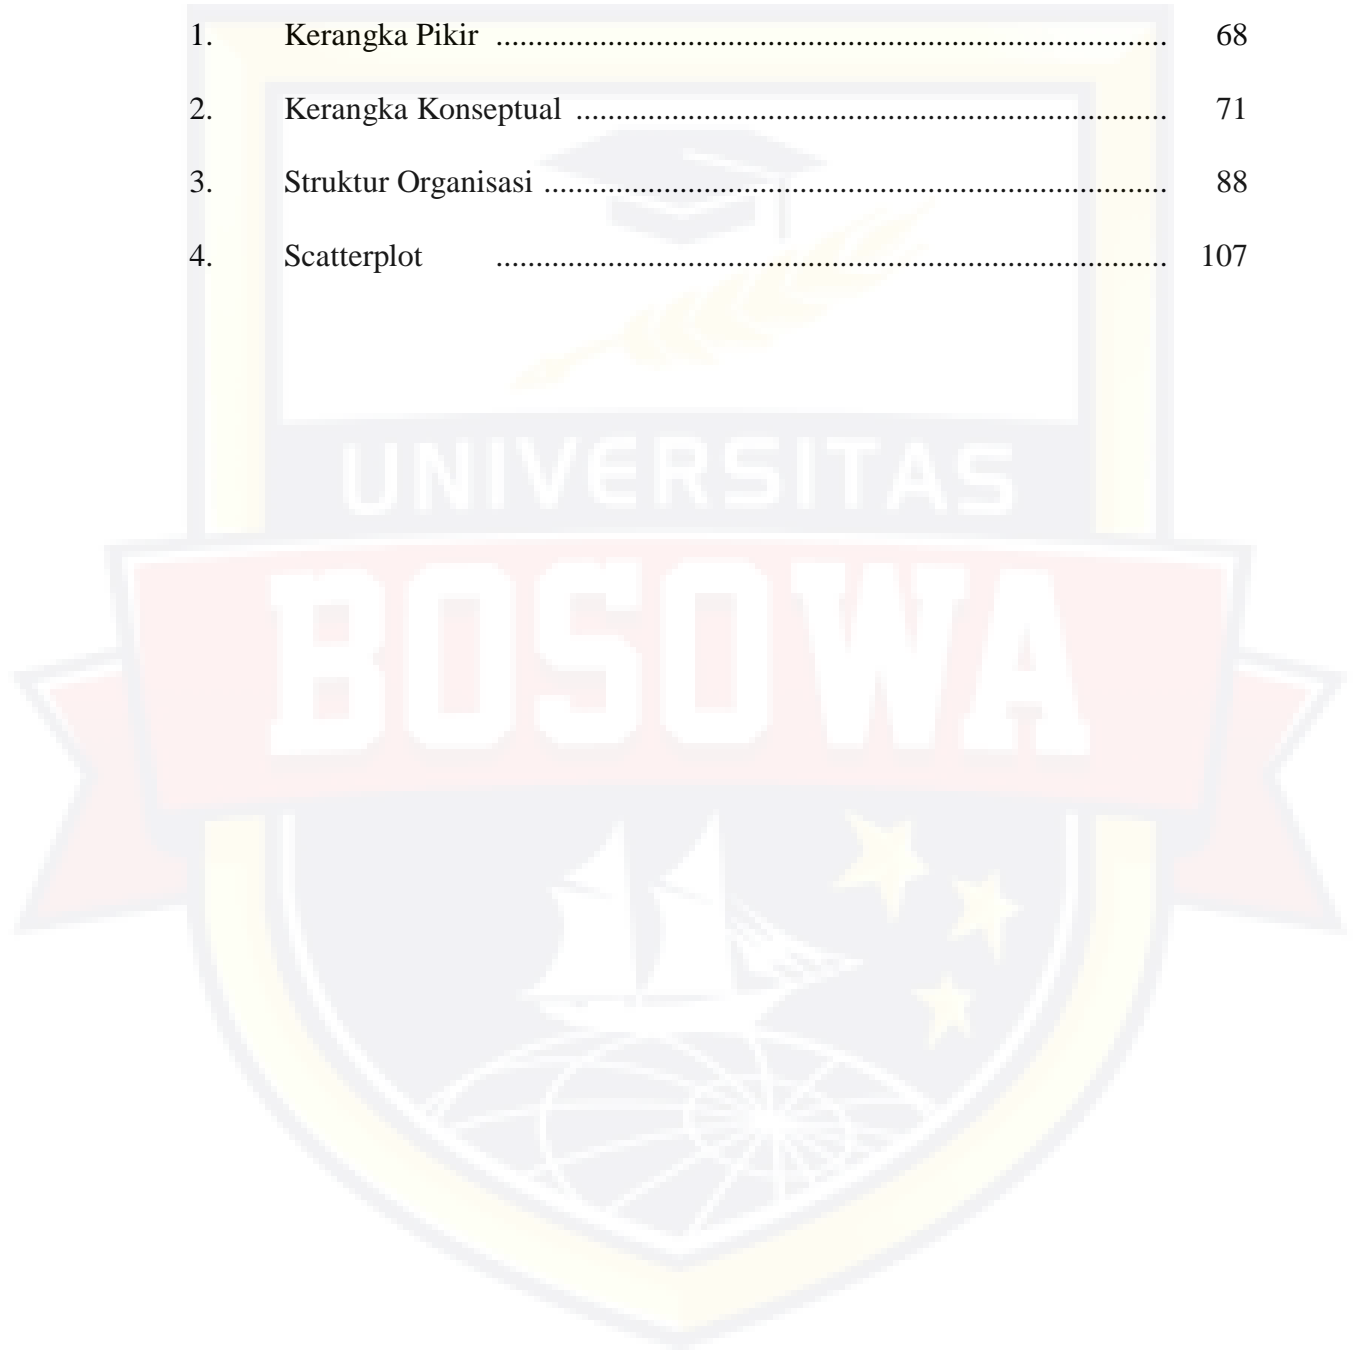 1. Kerangka Pikir ..................................................................................... 68
2. Kerangka Konseptual ........................................................................... 71
3. Struktur Organisasi ............................................................................... 88
4. Scatterplot ..................................................................................... 107
UNIVERSITAS
BOSOWA